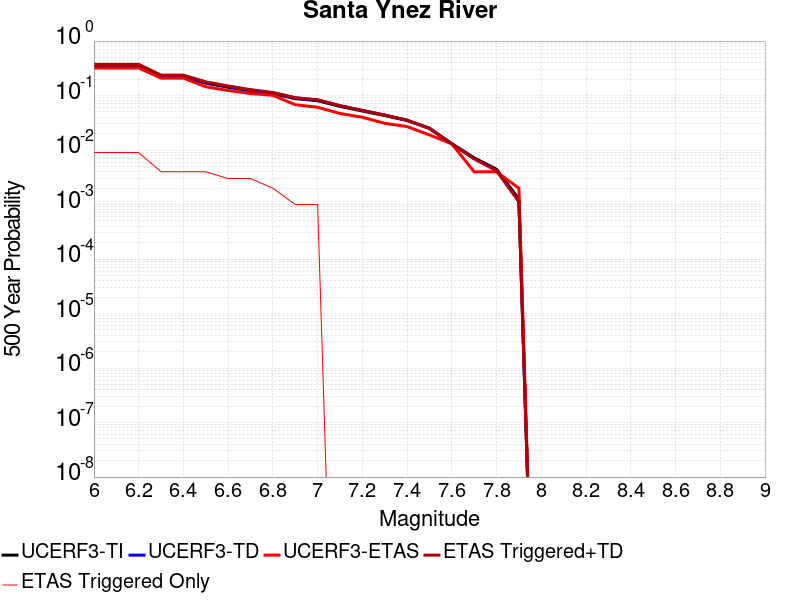 Santa Ynez River
500 Year Probability
10^0
10^-1
10^-2
10^-3
10^-4
10^-5
10^-6
10^-7
10^-8
6 6.2 6.4 6.6 6.8 7 7.2 7.4 7.6 7.8 8 8.2 8.4 8.6 8.8 9
Magnitude
UCERF3-TI UCERF3-TD UCERF3-ETAS ETAS Triggered+TD
ETAS Triggered Only